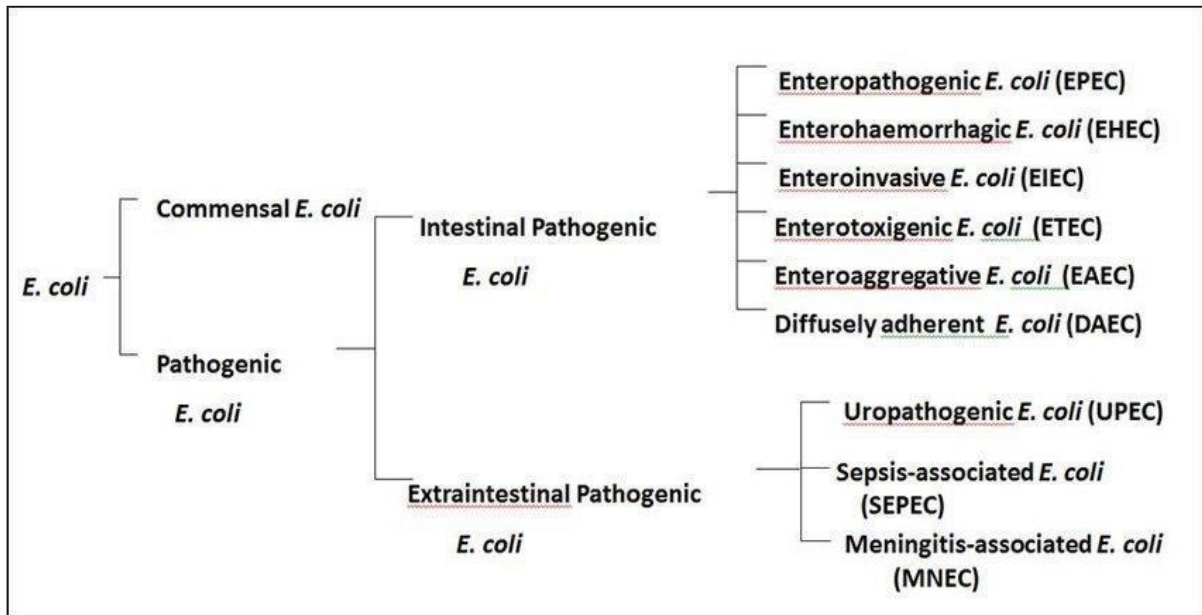 E. coli
Commensal E. coli
Pathogenic
E. coli
Intestinal Pathogenic
E. coli
Extraintestinal Pathogenic
E. coli
Enteropathogenic E. coli (EPEC)
Enterohaemorrhagic E. coli (EHEC)
Enteroinvasive E. coli (EIEC)
Enterotoxigenic E. coli (ETEC)
Enteroaggregative E. coli (EAEC)
Diffusely adherent E. coli (DAEC)
Uropathogenic E. coli (UPEC)
Sepsis-associated E. coli
(SEPEC)
Meningitis-associated E. coli
(MNEC)